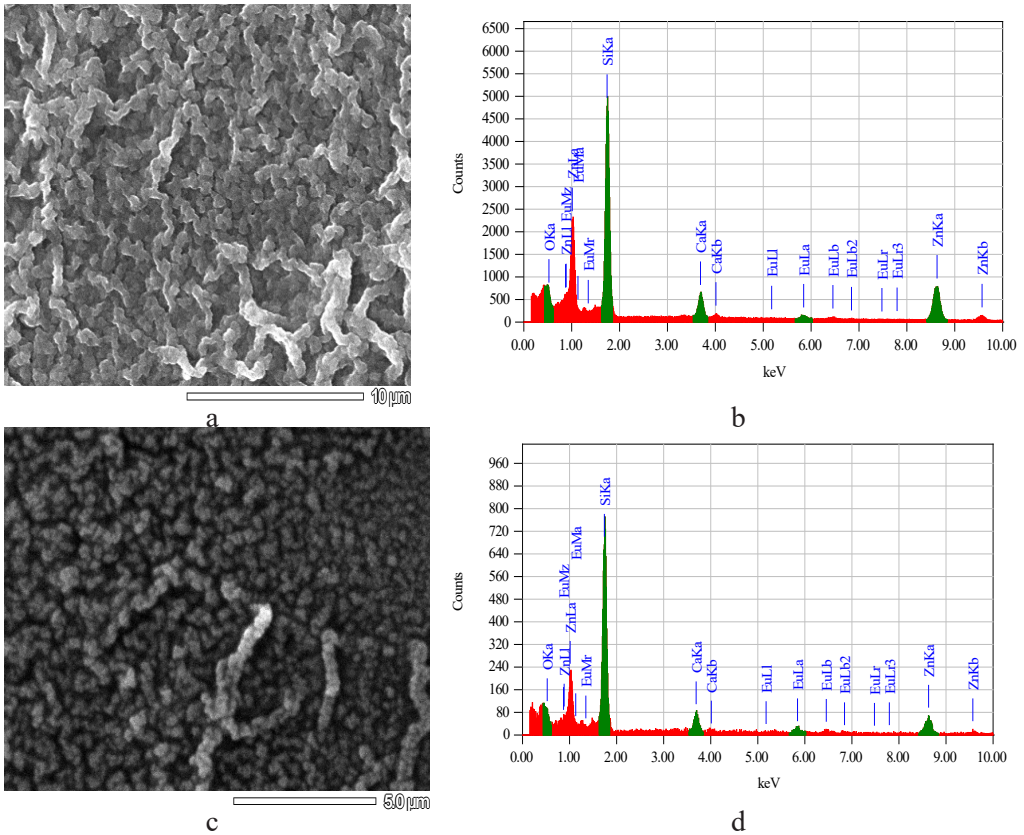 10 µm
a
6500
6000
5500
5000
4500
4000
3500
3000
2500
2000
1500
1000
500
0
Counts
OKa
ZnLl EuMz
ZnLa
EuMa
EuMr
SiKa
CaKa
CaKb
EuLl
EuLa
EuLb
EuLb2
EuLr
EuLr3
ZnKa
ZnKb
0.00 1.00 2.00 3.00 4.00 5.00 6.00 7.00 8.00 9.00 10.00
keV
b
5.0 µm
c
960
880
800
720
640
560
480
400
320
240
160
80
0
Counts
OKa
ZnLl
EuMz
ZnLa
EuMa
EuMr
SiKa
CaKa
CaKb
EuLl
EuLa
EuLb
EuLb2
EuLr
EuLr3
ZnKa
ZnKb
0.00 1.00 2.00 3.00 4.00 5.00 6.00 7.00 8.00 9.00 10.00
keV
d